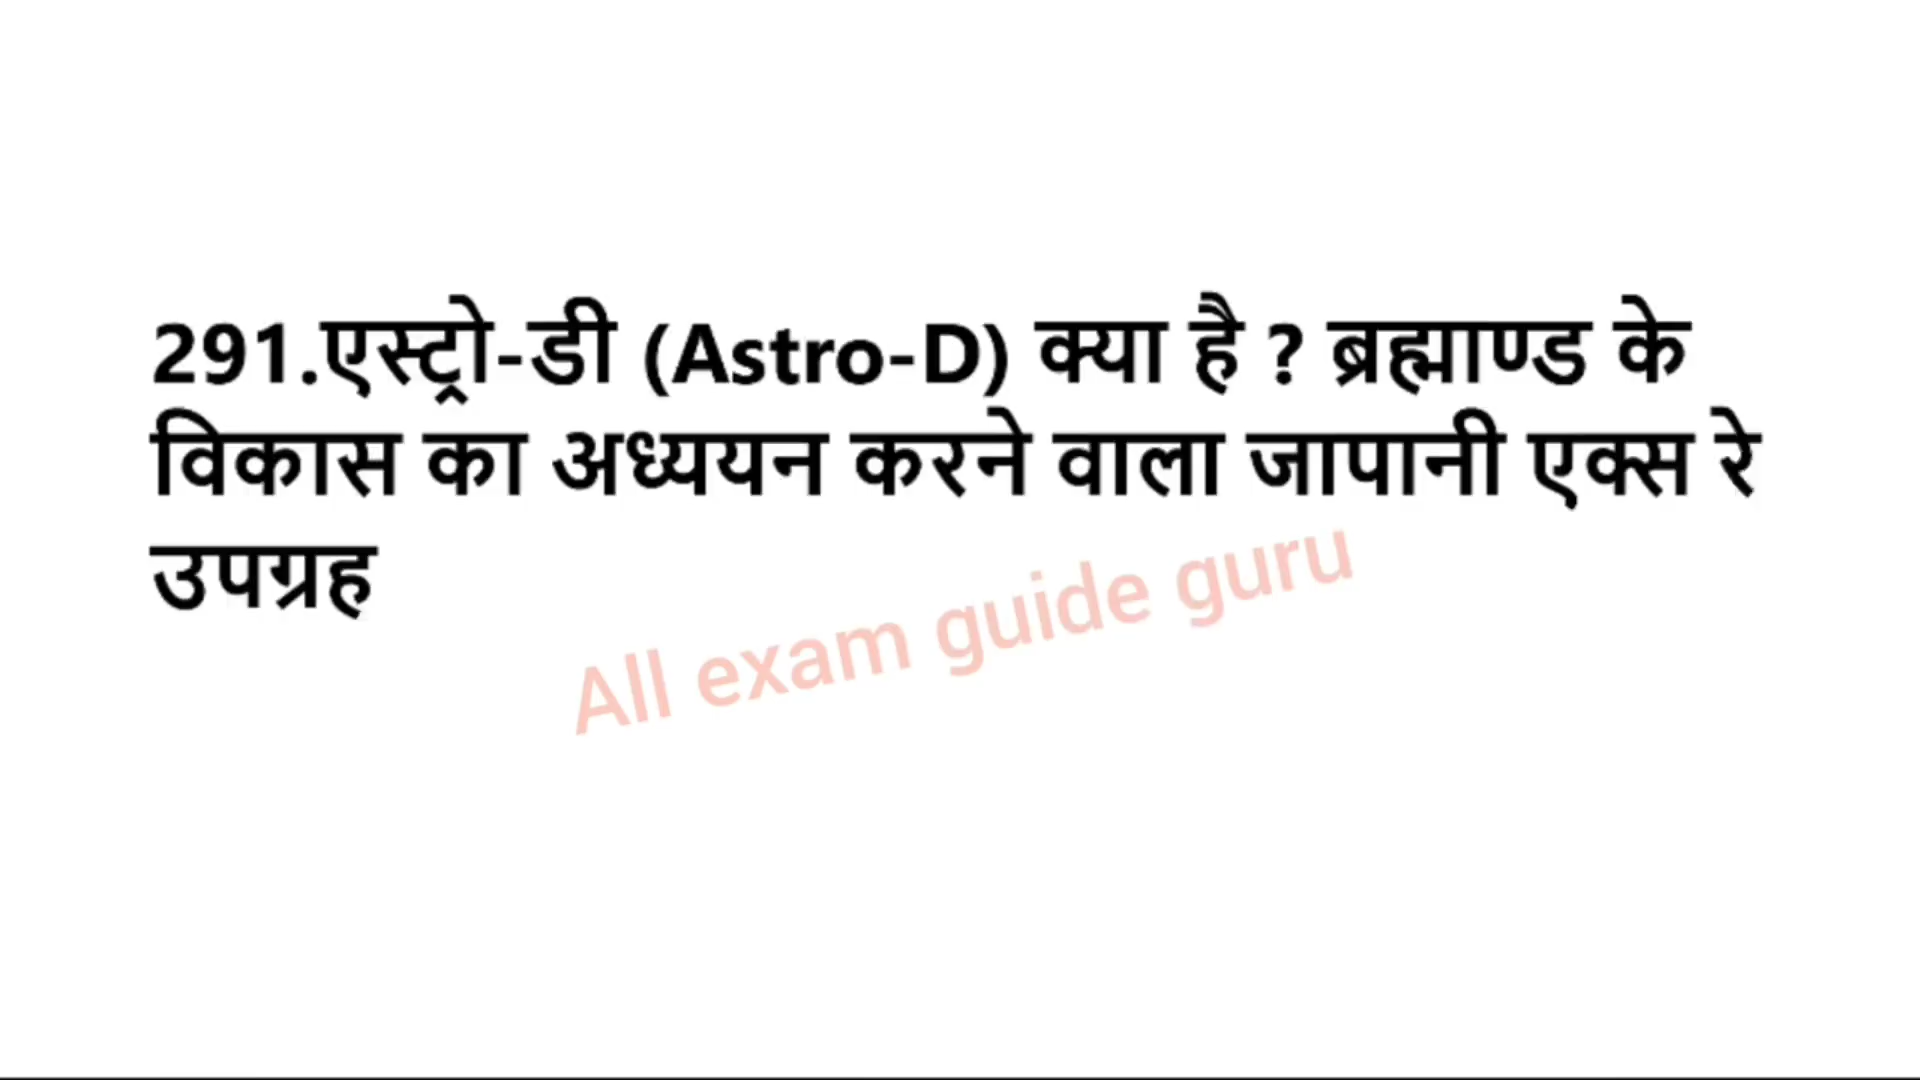 291.एस्ट्रो-डी (Astro-D) क्या है ? ब्रह्माण्ड के
विकास का अध्ययन करने वाला जापानी एक्स रे
उपग्रह
All exam guide guru